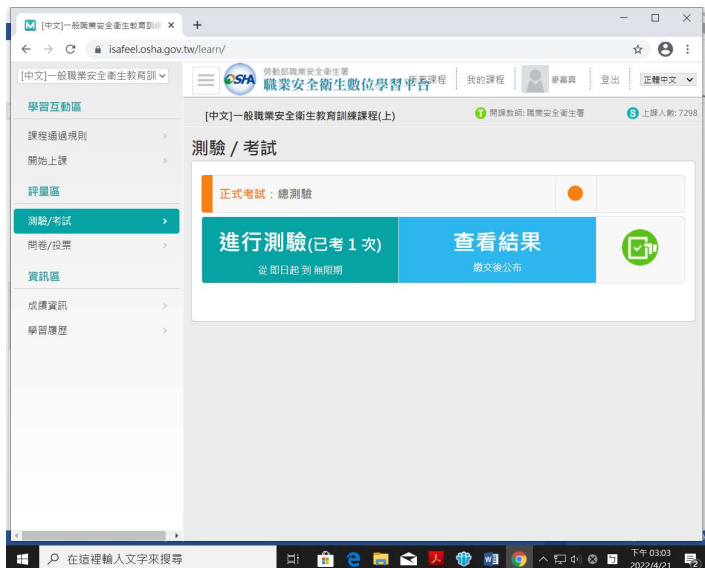 [中文]一般職業安全衛生教育訓練
isafeel.osha.gov.tw/learn/
[中文]一般職業安全衛生教育訓
OSHA
勞動部職業安全衛生署
職業安全衛生數位學習平台
所有課程
我的課程
登出
正體中文
學習互動區
課程通過規則
開始上課
評量區
測驗/考試
問卷/投票
資訊區
成績資訊
學習履歷
[中文]一般職業安全衛生教育訓練課程(上)
T 開課教師: 職業安全衛生署
S 上課人數: 7298
測驗 / 考試
正式考試：總測驗
進行測驗(已考 1 次)
從 即日起 到 無限期
查看結果
繳交後公布
在這裡輸入文字來搜尋
下午 03:03
2022/4/21
2